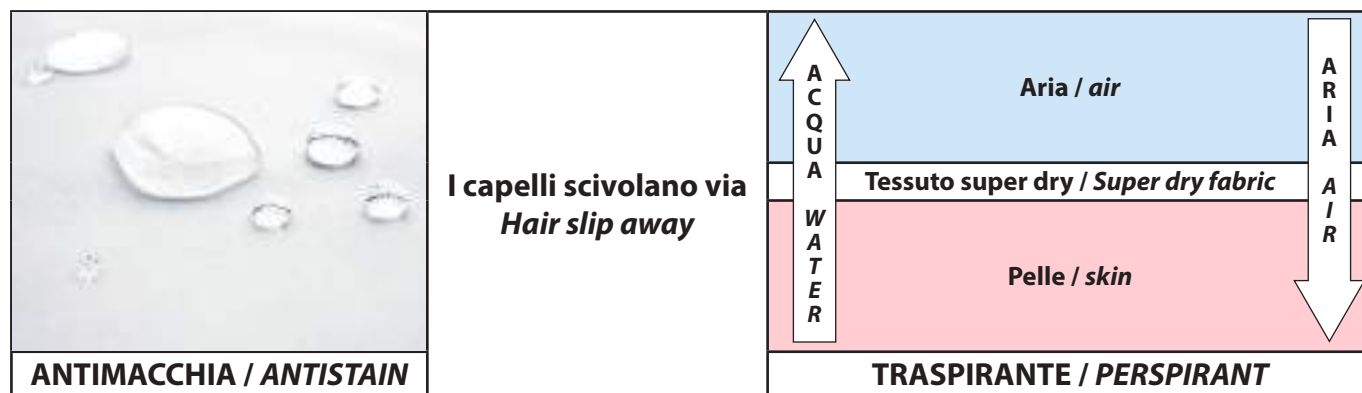 ANTIMACCHIA / ANTISTAIN
I capelli scivolano via
Hair slip away
ACQUA WATER
Aria / air
Tessuto super dry / Super dry fabric
Pelle / skin
ARIA AIR
TRASPIRANTE / PERSPIRANT